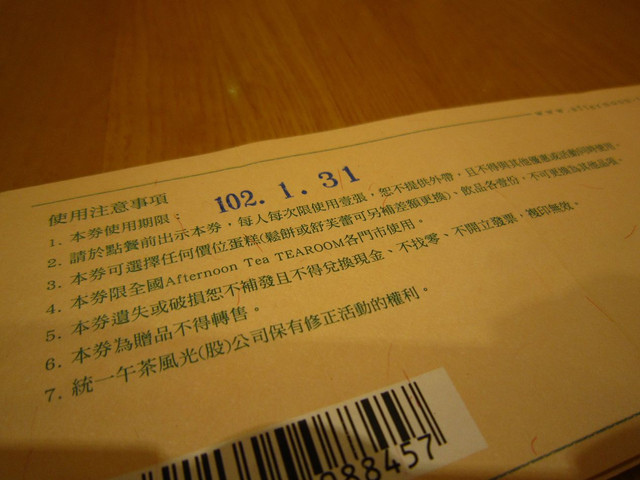 使用注意事項
1. 本券使用期限： 102. 1. 31
2. 請於點餐前出示本券，每人每次限使用壹張，恕不提供外帶，且不得與其他優惠或活動同時使用。
3. 本券可選擇任何價位蛋糕(鬆餅或舒芙蕾可另補差額更換)、飲品各壹份，不可更換為其他品項。
4. 本券限全國Afternoon Tea TEAROOM各門市使用。
5. 本券遺失或破損恕不補發且不得兌換現金、不找零、不開立發票，複印無效。
6. 本券為贈品不得轉售。
7. 統一午茶風光(股)公司保有修正活動的權利。
088457